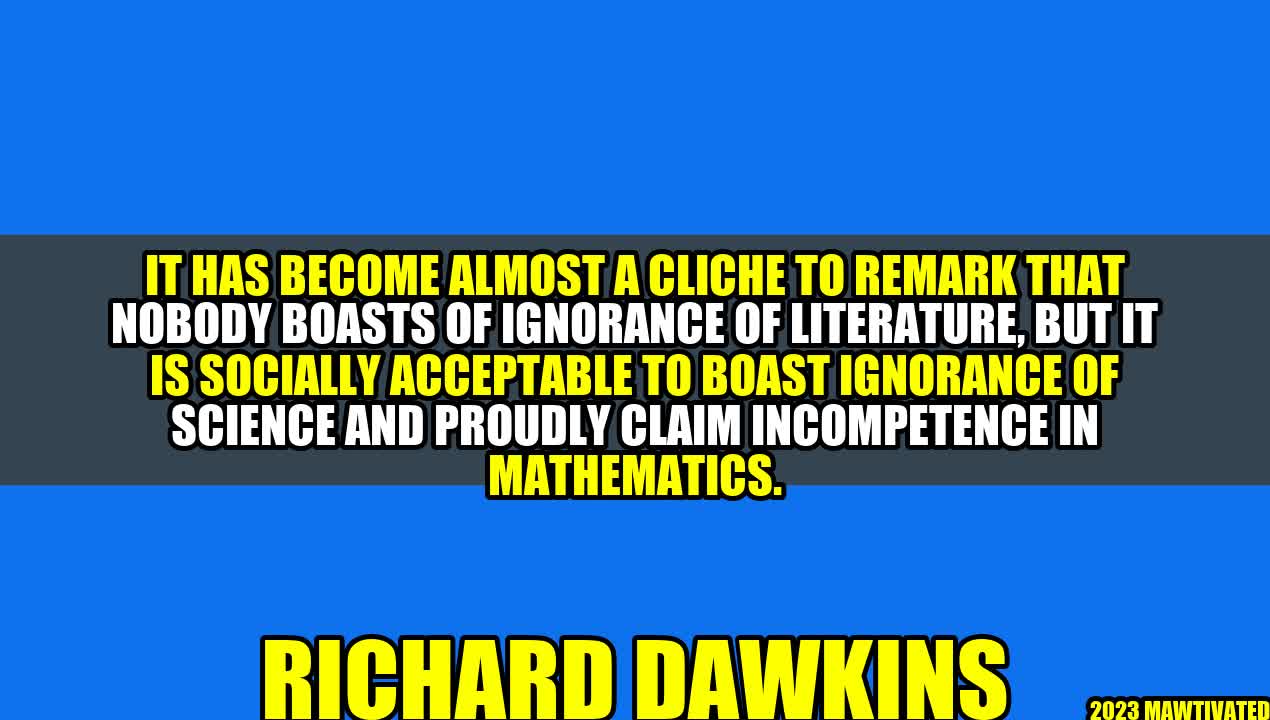 IT HAS BECOME ALMOST A CLICHE TO REMARK THAT
NOBODY BOASTS OF IGNORANCE OF LITERATURE, BUT IT
IS SOCIALLY ACCEPTABLE TO BOAST IGNORANCE OF
SCIENCE AND PROUDLY CLAIM INCOMPETENCE IN
MATHEMATICS.
RICHARD DAWKINS
2023 MAWTIVATED